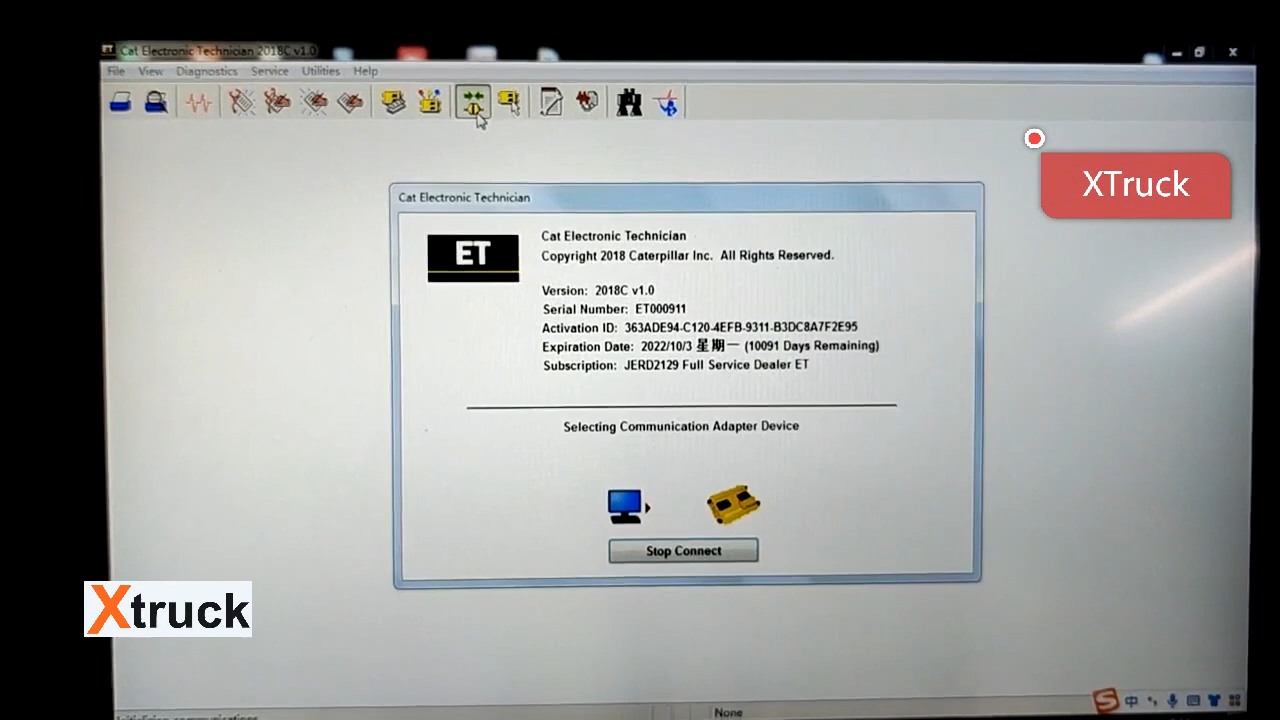 Cat Electronic Technician 2018C v1.0
File View Diagnostics Service Utilities Help
XTruck
Cat Electronic Technician
ET
Cat Electronic Technician
Copyright 2018 Caterpillar Inc. All Rights Reserved.
Version: 2018C v1.0
Serial Number: ET000911
Activation ID: 363ADE94-C120-4EFB-9311-B3DC8A7F2E95
Expiration Date: 2022/10/3 星期一 (10091 Days Remaining)
Subscription: JERD2129 Full Service Dealer ET
Selecting Communication Adapter Device
Stop Connect
Xtruck
中
None